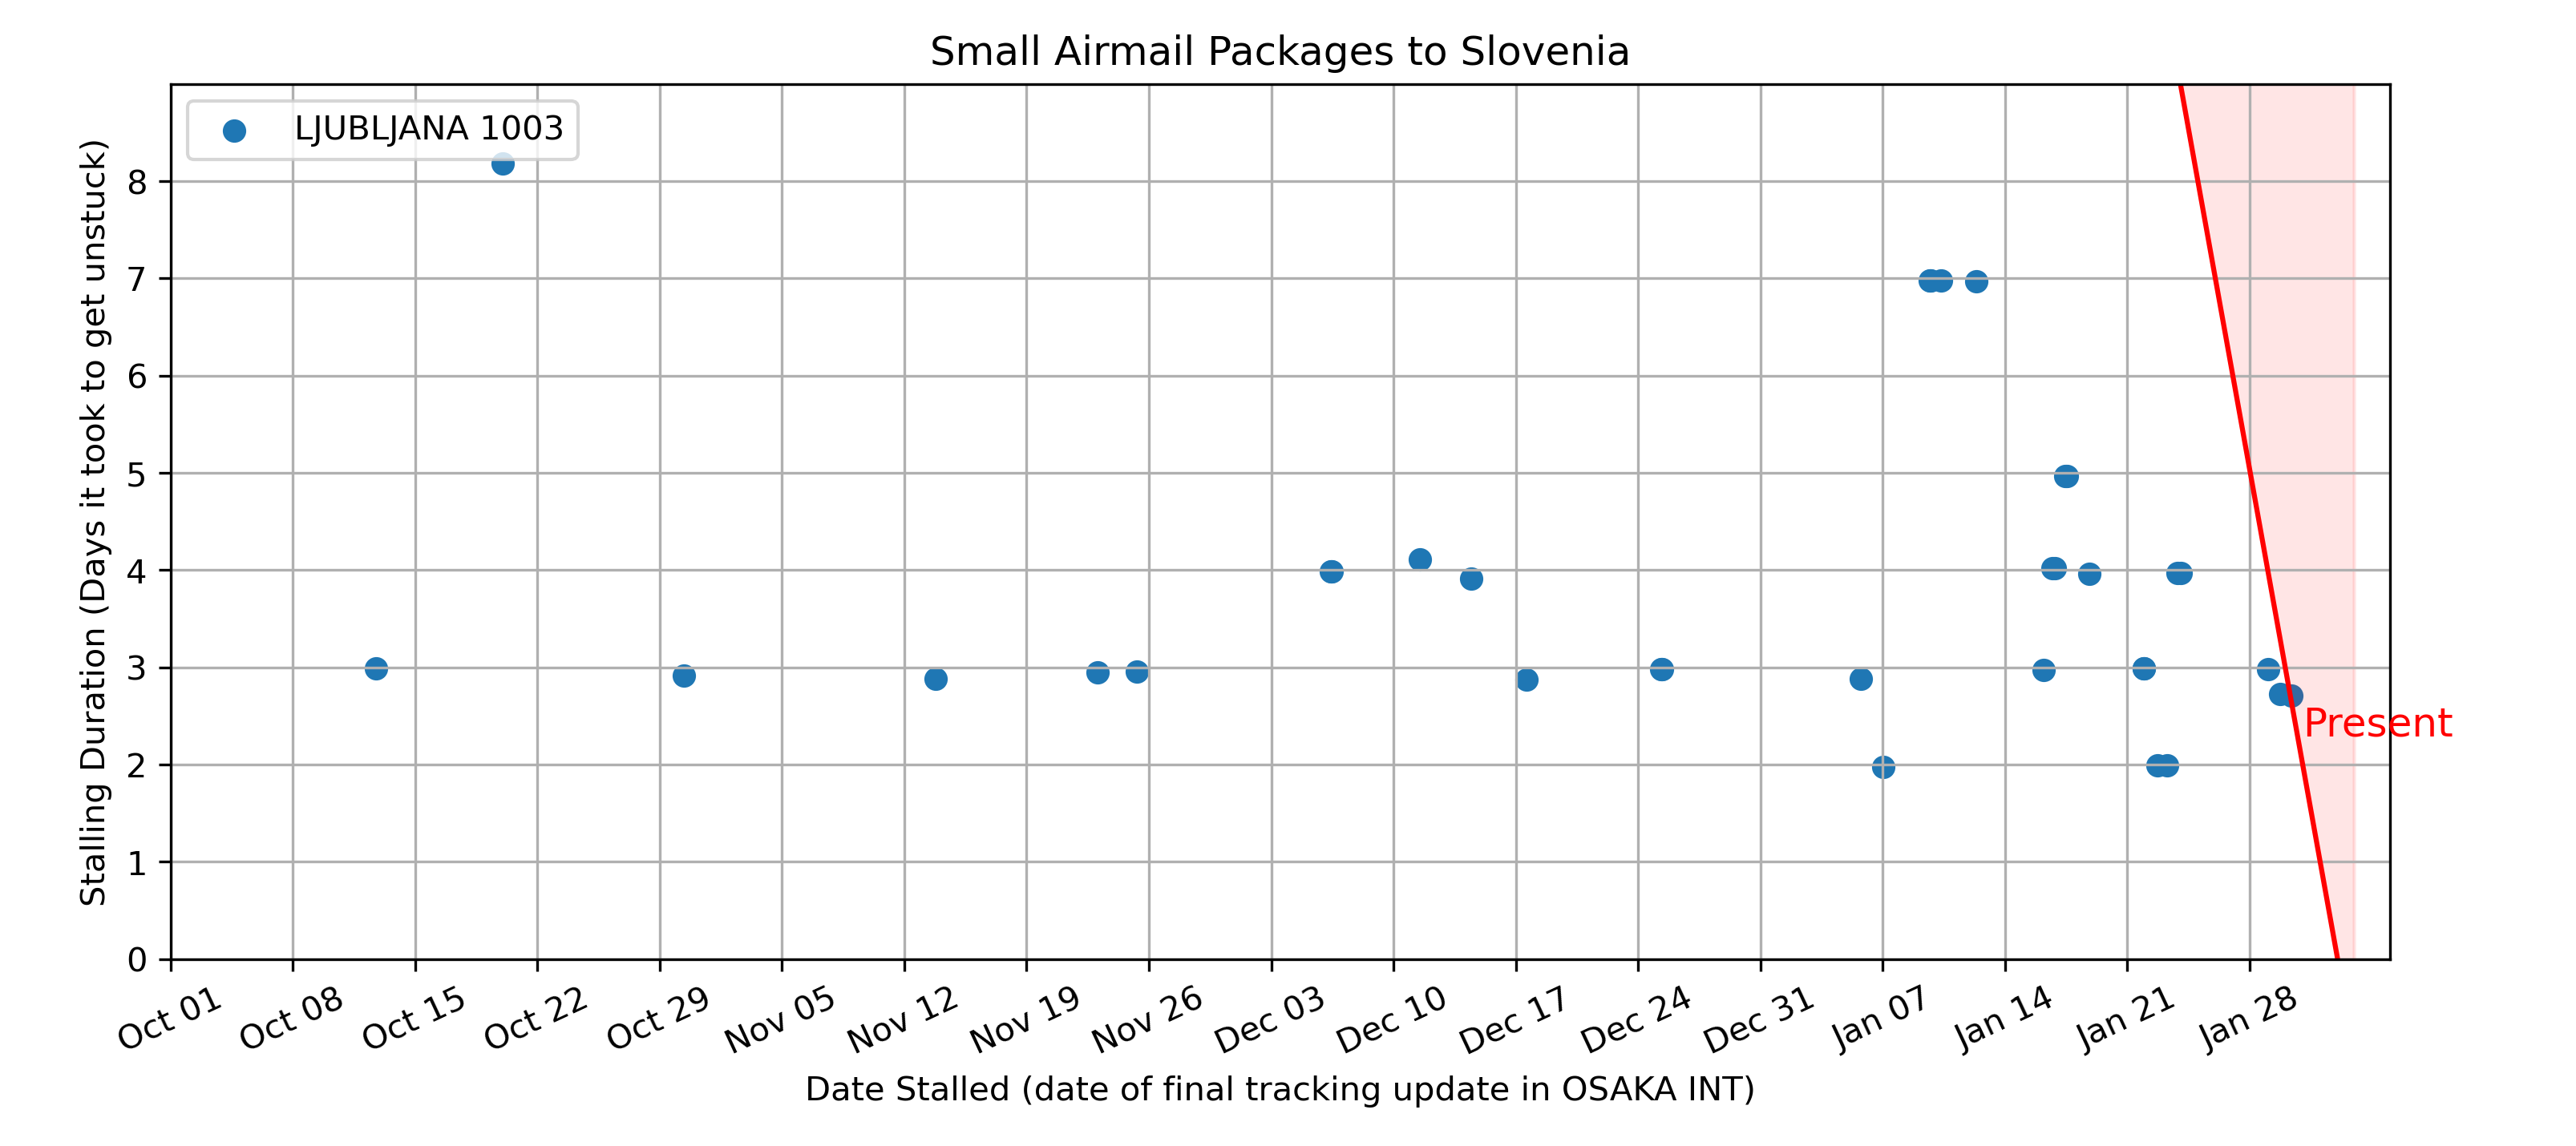 Small Airmail Packages to Slovenia
LJUBLJANA 1003
Stalling Duration (Days it took to get unstuck)
8
7
6
5
4
3
2
1
0
Present
Oct 01
Oct 08
Oct 15
Oct 22
Oct 29
Nov 05
Nov 12
Nov 19
Nov 26
Dec 03
Dec 10
Dec 17
Dec 24
Dec 31
Jan 07
Jan 14
Jan 21
Jan 28
Date Stalled (date of final tracking update in OSAKA INT)